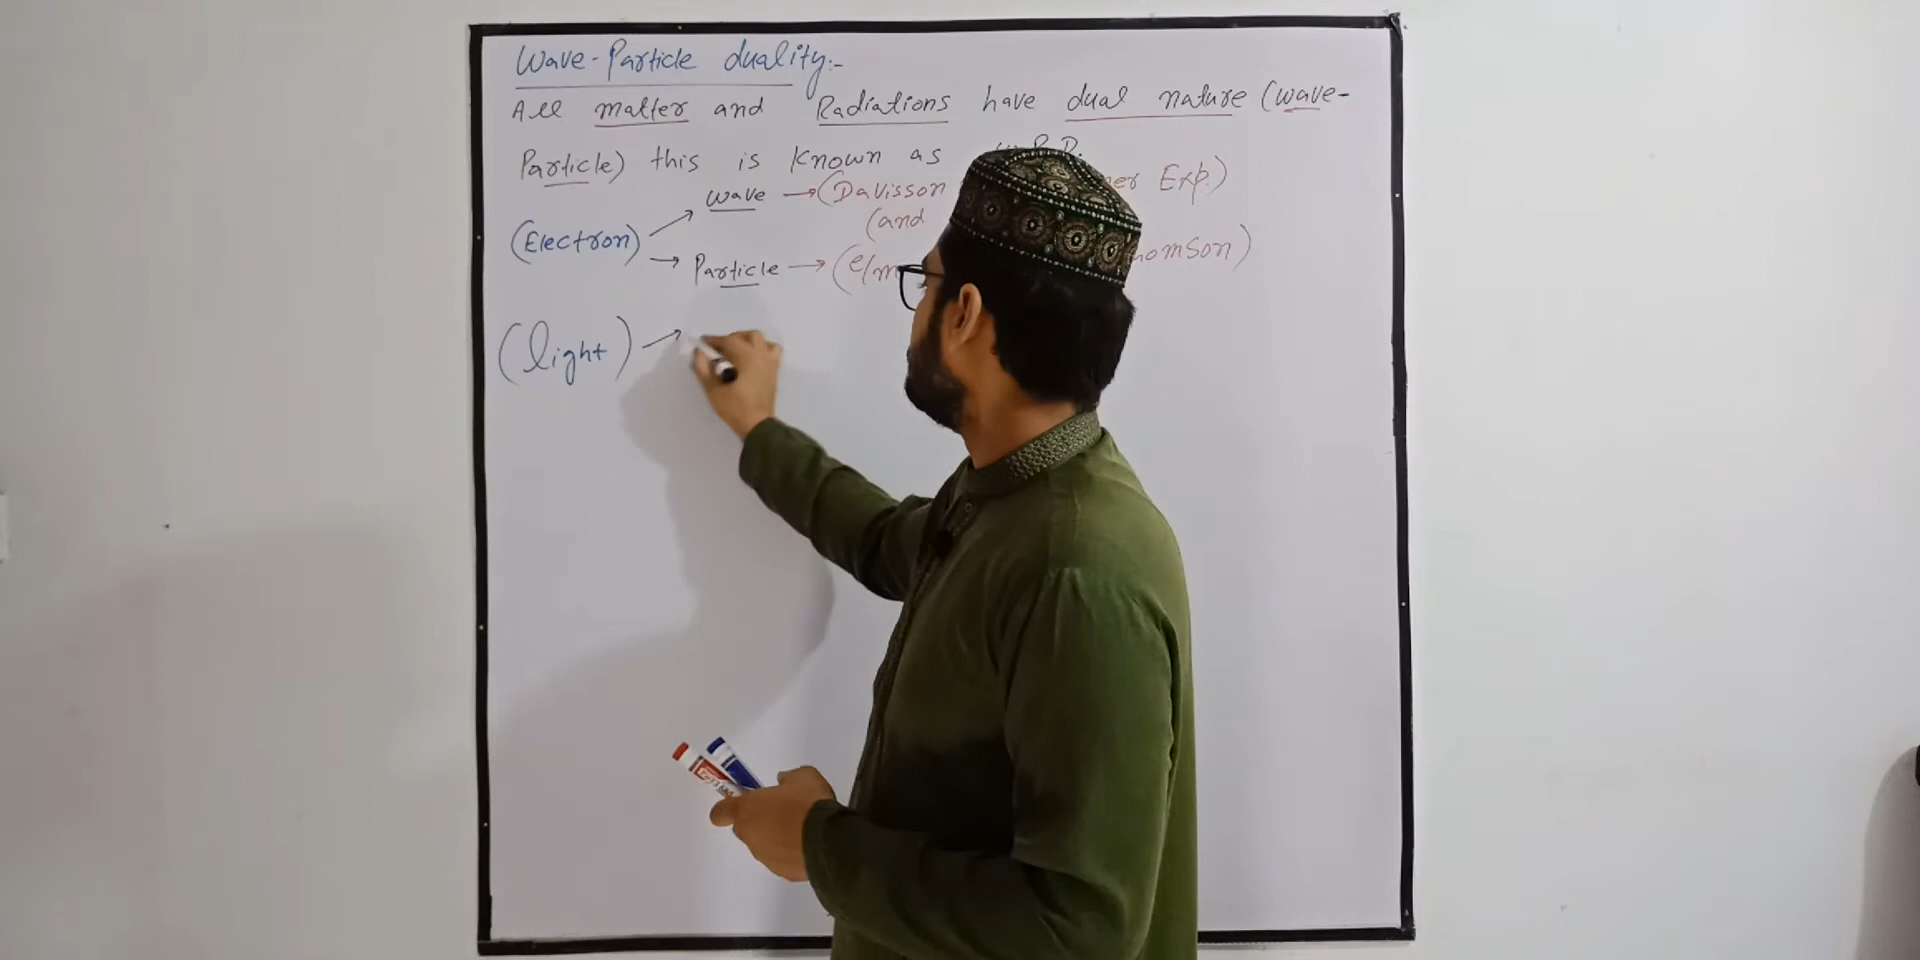 Wave-Particle duality:-
All matter and Radiations have dual nature (wave-
Particle) this is known as
wave → (Davisson Exp.)
(and
(Electron)
Particle → (e/m
(light)